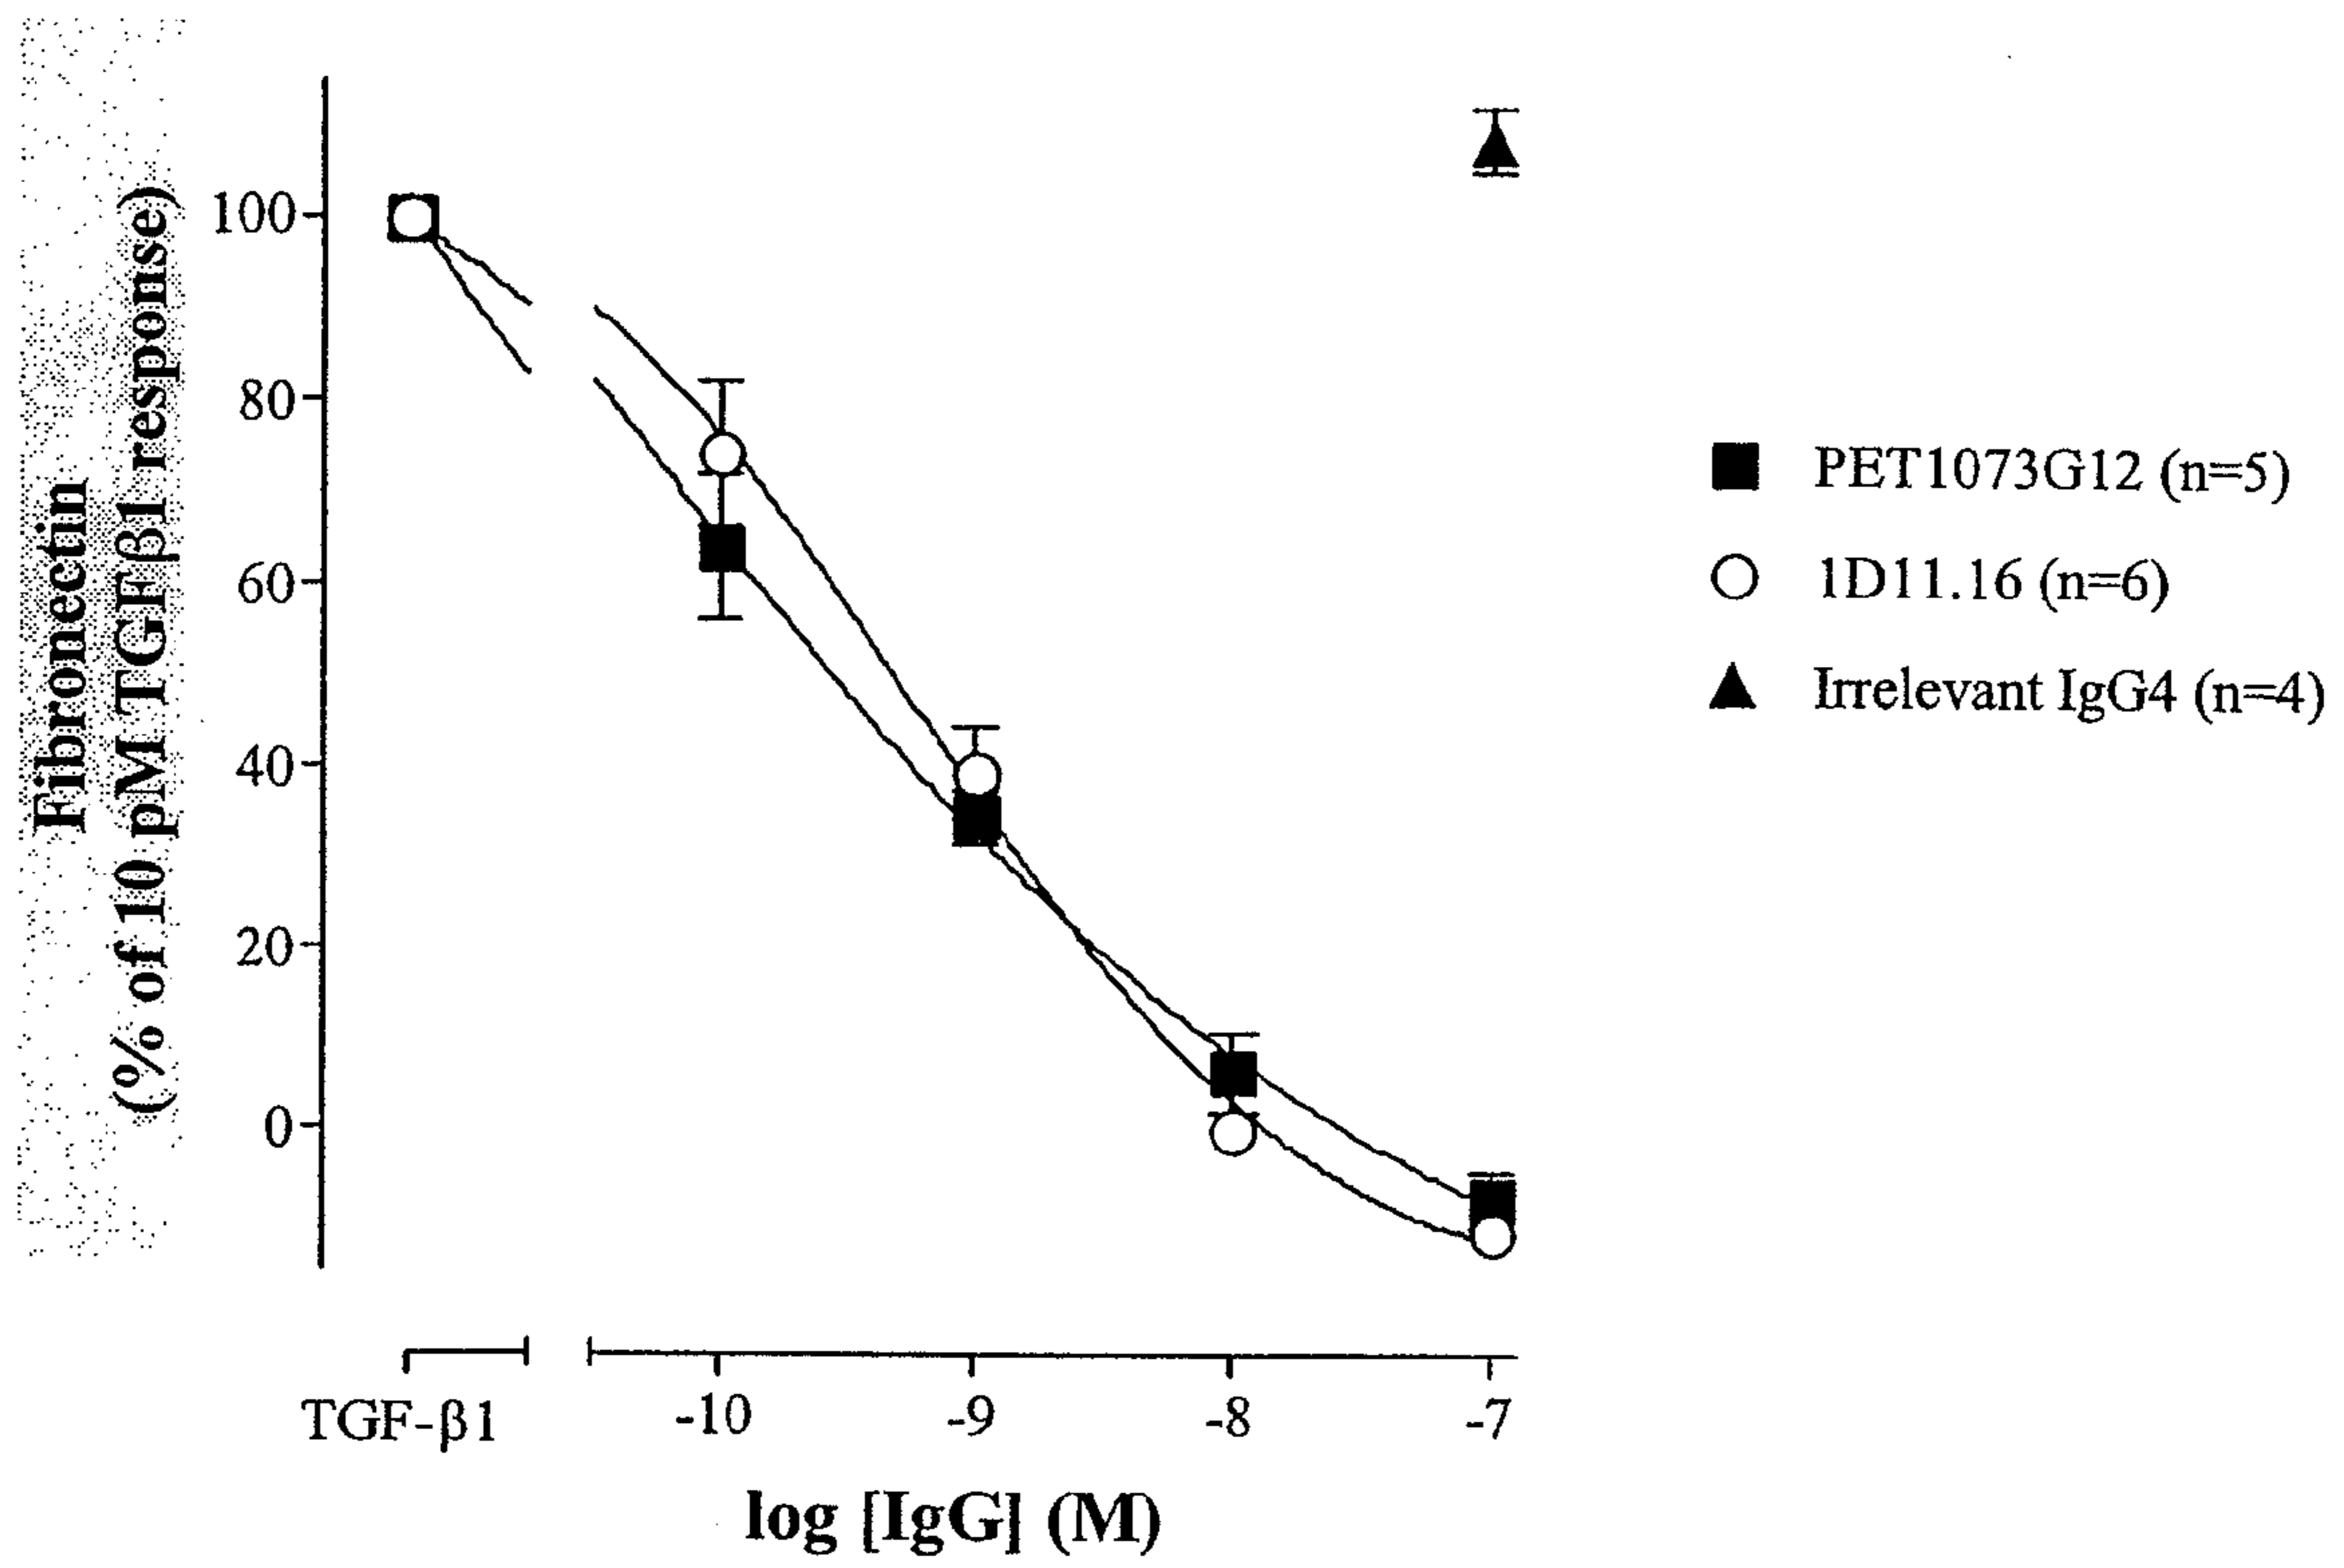 Fibronectin
(% of 10 pM TGFβ1 response)
100
80
60
40
20
0
TGF-β1
-10
-9
-8
-7
log [IgG] (M)
PET1073G12 (n=5)
1D11.16 (n=6)
Irrelevant IgG4 (n=4)